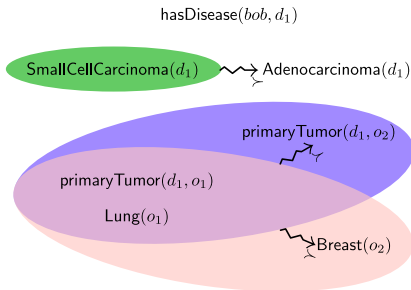 hasDisease(bob, d₁)
SmallCellCarcinoma(d₁) ≻ Adenocarcinoma(d₁)
primaryTumor(d₁, o₂)
≻
primaryTumor(d₁, o₁)
Lung(o₁)
≻ Breast(o₂)